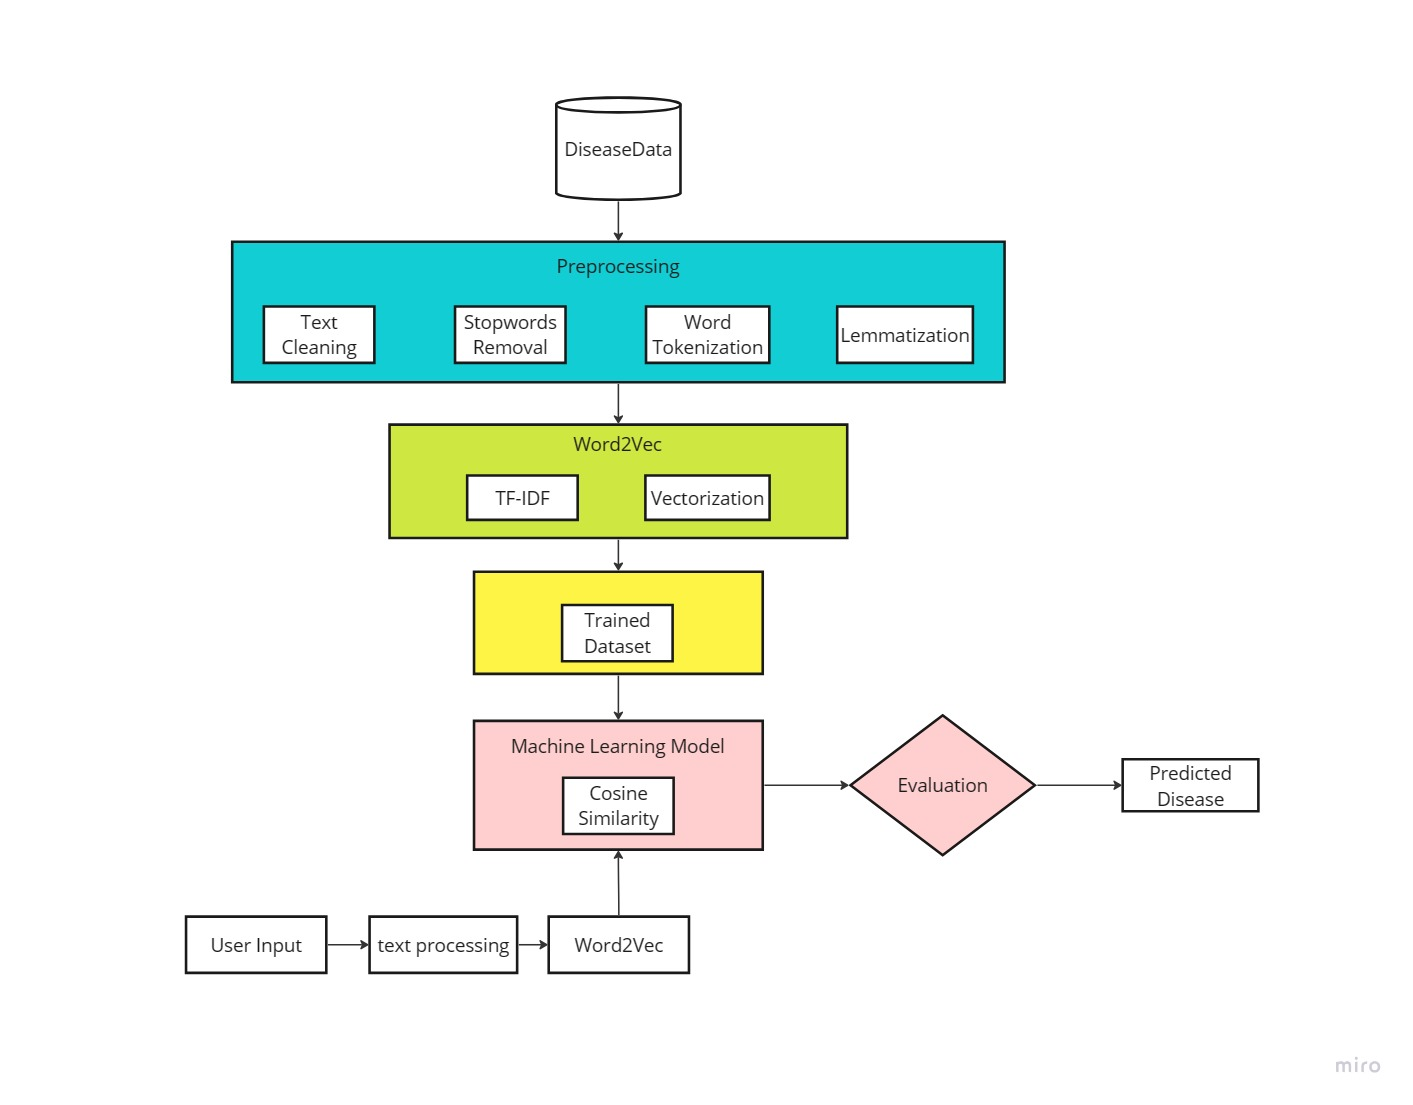 DiseaseData
Preprocessing
Text
Cleaning
Stopwords
Removal
Word
Tokenization
Lemmatization
Word2Vec
TF-IDF
Vectorization
Trained
Dataset
Machine Learning Model
Cosine
Similarity
Evaluation
Predicted
Disease
User Input
text processing
Word2Vec
miro